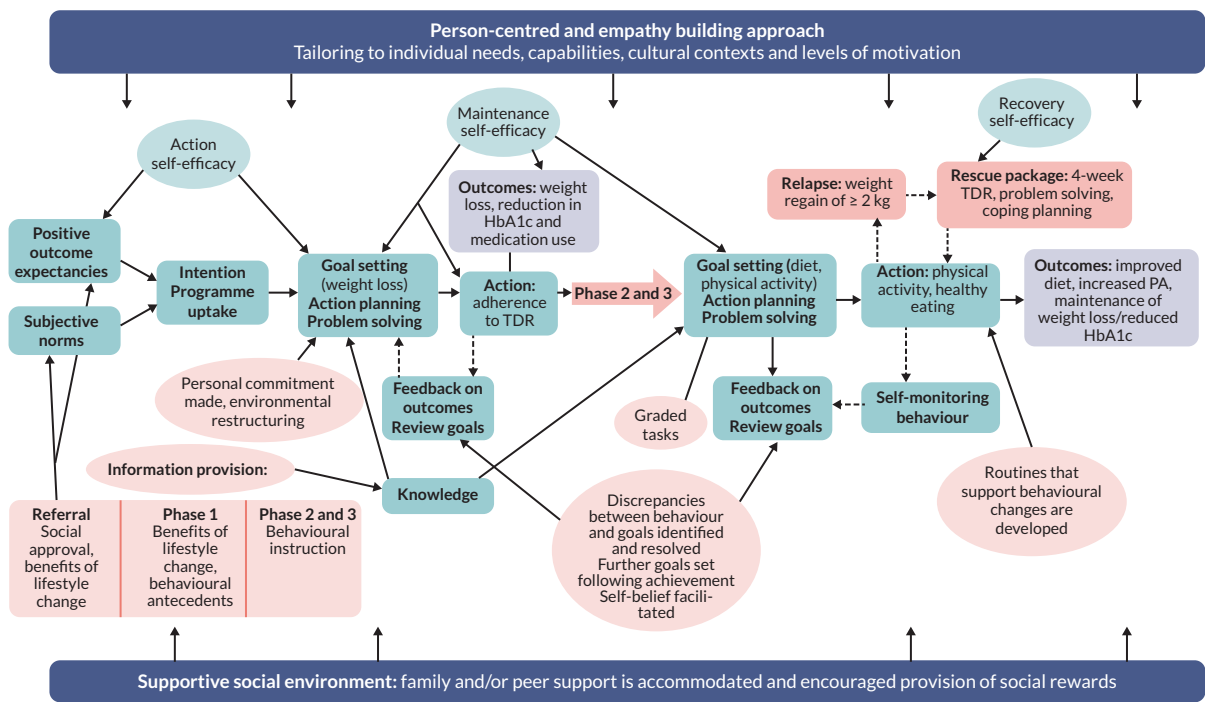 Person-centred and empathy building approach
Tailoring to individual needs, capabilities, cultural contexts and levels of motivation
Action
self-efficacy
Maintenance
self-efficacy
Recovery
self-efficacy
Positive
outcome
expectancies
Subjective
norms
Intention
Programme
uptake
Goal setting
(weight loss)
Action planning
Problem solving
Outcomes: weight
loss, reduction in
HbA1c and
medication use
Action:
adherence
to TDR
Phase 2 and 3
Goal setting (diet,
physical activity)
Action planning
Problem solving
Relapse: weight
regain of ≥ 2 kg
Rescue package: 4-week
TDR, problem solving,
coping planning
Action: physical
activity, healthy
eating
Outcomes: improved
diet, increased PA,
maintenance of
weight loss/reduced
HbA1c
Personal commitment
made, environmental
restructuring
Feedback on
outcomes
Review goals
Graded
tasks
Feedback on
outcomes
Review goals
Self-monitoring
behaviour
Information provision:
Knowledge
Discrepancies
between behaviour
and goals identified
and resolved
Further goals set
following achievement
Self-belief facili-
tated
Routines that
support behavioural
changes are
developed
Referral
Social
approval,
benefits of
lifestyle
change
Phase 1
Benefits of
lifestyle
change,
behavioural
antecedents
Phase 2 and 3
Behavioural
instruction
Supportive social environment: family and/or peer support is accommodated and encouraged provision of social rewards